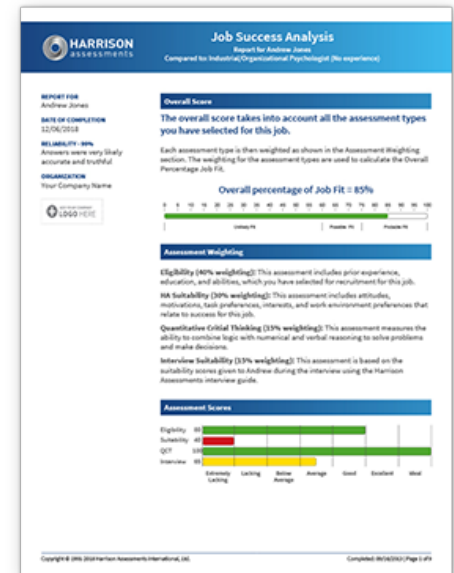 HARRISON
assessments
Job Success Analysis
Report for Andrew Jones
Compared to: Industrial/Organizational Psychologist (No experience)
REPORT FOR
Andrew Jones
DATE OF COMPLETION
12/06/2018
RELIABILITY - 99%
Answers were very likely
accurate and truthful
ORGANIZATION
Your Company Name
LOGO HERE
Overall Score
The overall score takes into account all the assessment types
you have selected for this job.
Each assessment type is then weighted as shown in the Assessment Weighting
section. The weighting for the assessment types are used to calculate the Overall
Percentage Job Fit.
Overall percentage of Job Fit = 85%
0 5 10 15 20 25 30 35 40 45 50 55 60 65 70 75 80 85 90 95 100
Unlikely Fit Possible Fit Probable Fit
Assessment Weighting
Eligibility (40% weighting): This assessment includes prior experience,
education, and abilities, which you have selected for recruitment for this job.
HA Suitability (30% weighting): This assessment includes attitudes,
motivations, task preferences, interests, and work environment preferences that
relate to success for this job.
Quantitative Critical Thinking (15% weighting): This assessment measures the
ability to combine logic with numerical and verbal reasoning to solve problems
and make decisions.
Interview Suitability (15% weighting): This assessment is based on the
suitability scores given to Andrew during the interview using the Harrison
Assessments interview guide.
Assessment Scores
Eligibility
Suitability 40
QCT 100
Interview
Extremely Lacking Lacking Below Average Average Good Excellent Ideal
Copyright © 1991-2018 Harrison Assessments International, Ltd. Page 1 of